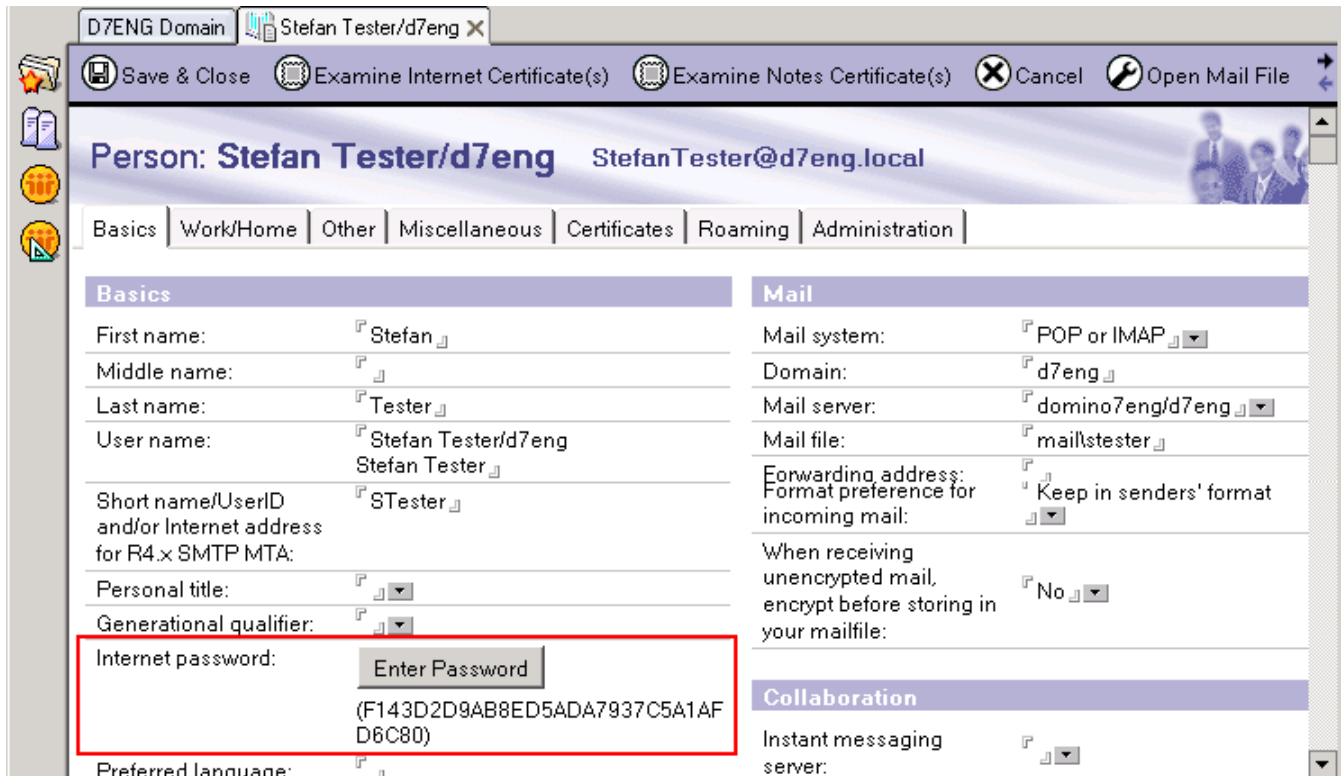 D7ENG Domain Stefan Tester/d7eng
Save & Close Examine Internet Certificate(s) Examine Notes Certificate(s) Cancel Open Mail File
Person: Stefan Tester/d7eng StefanTester@d7eng.local
Basics Work/Home Other Miscellaneous Certificates Roaming Administration
Basics
First name: Stefan
Middle name:
Last name: Tester
User name: Stefan Tester/d7eng
Stefan Tester
Short name/UserID STester
and/or Internet address
for R4.x SMTP MTA:
Personal title:
Generational qualifier:
Internet password: Enter Password
(F143D2D9AB8ED5ADA7937C5A1AF
D6C80)
Preferred language:
Mail
Mail system: POP or IMAP
Domain: d7eng
Mail server: domino7eng/d7eng
Mail file: mail\stester
Forwarding address:
Format preference for Keep in senders' format
incoming mail:
When receiving
unencrypted mail, No
encrypt before storing in
your mailfile:
Collaboration
Instant messaging
server: